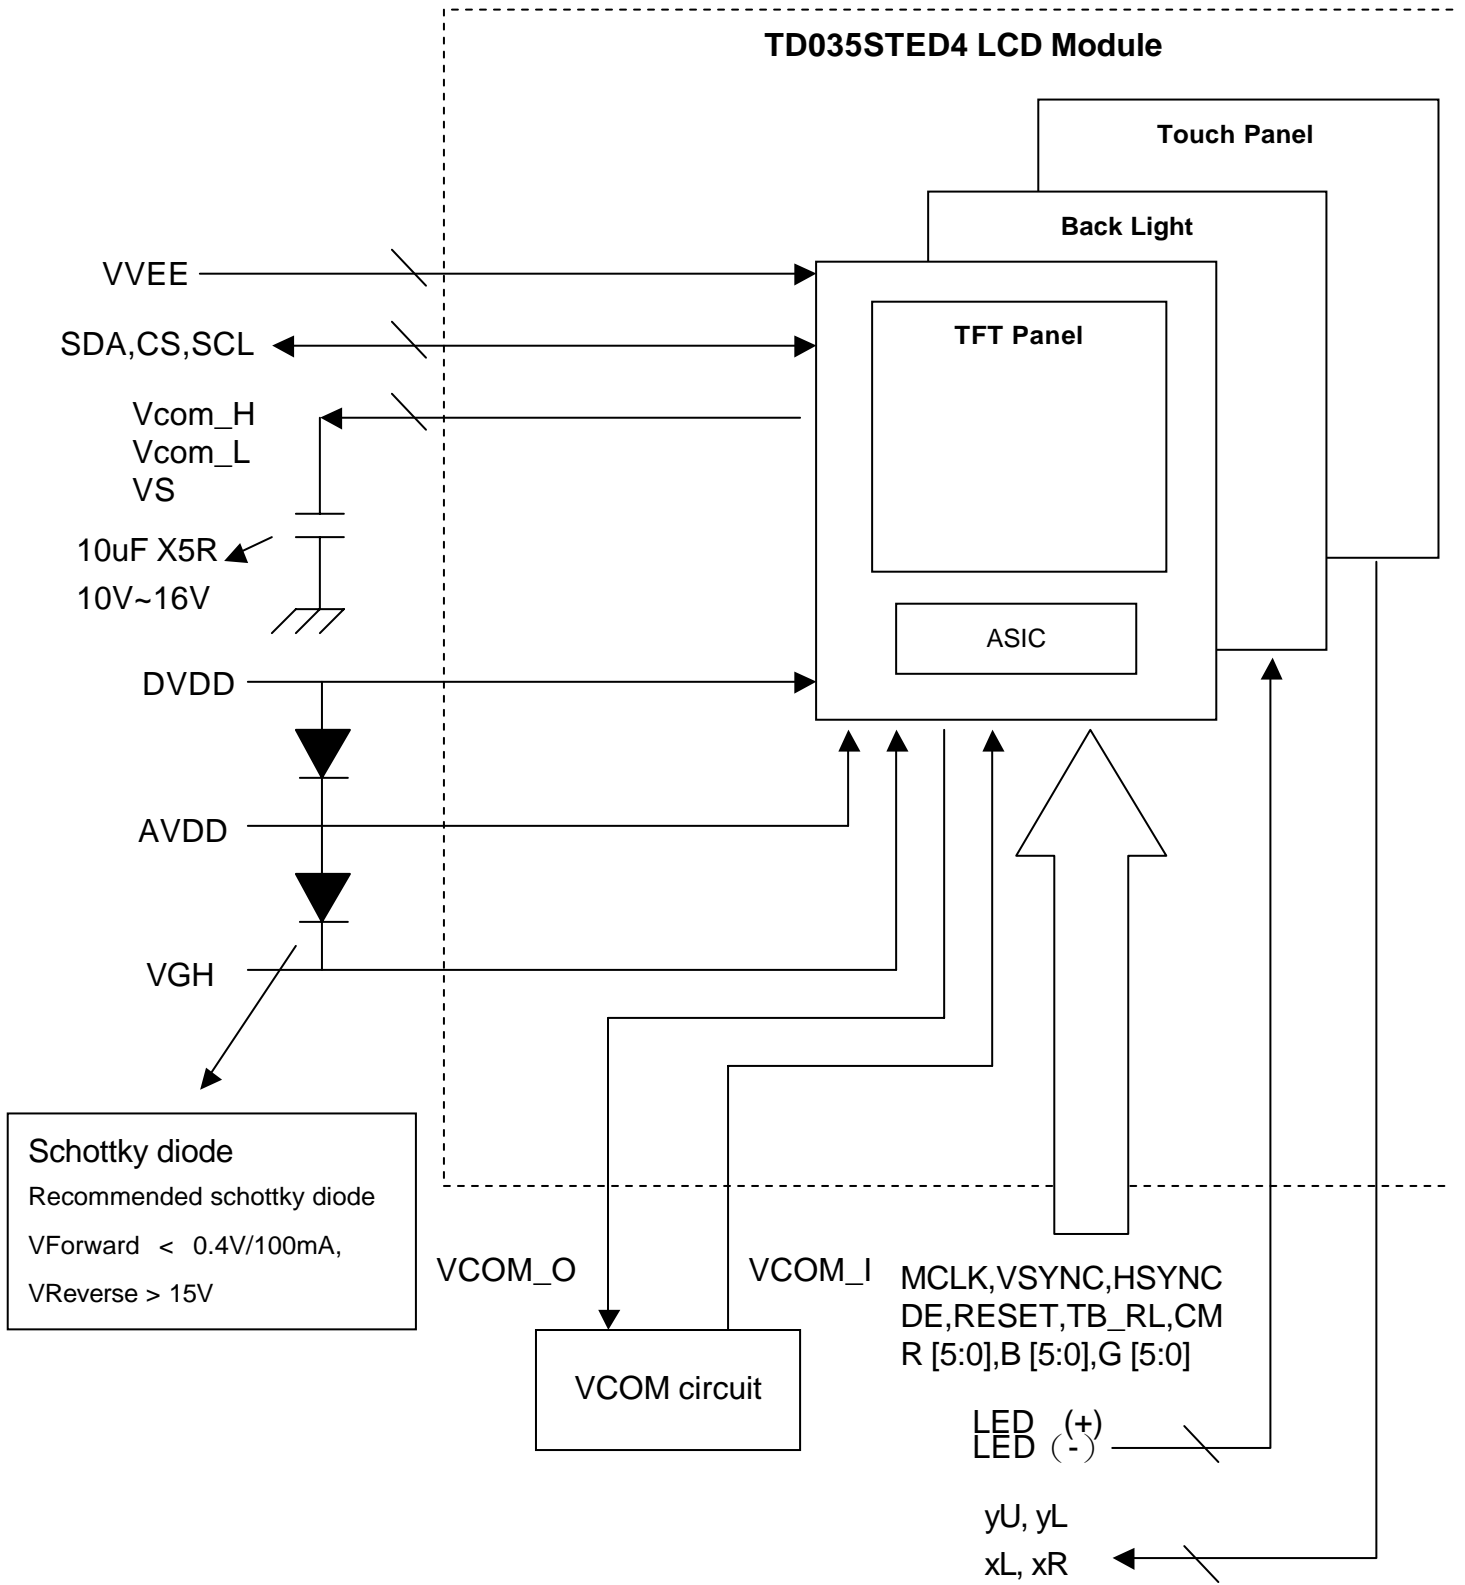 TD035STED4 LCD Module
Touch Panel
Back Light
TFT Panel
ASIC
VVEE
SDA,CS,SCL
Vcom_H
Vcom_L
VS
10uF X5R
10V~16V
DVDD
AVDD
VGH
Schottky diode
Recommended schottky diode
VForward < 0.4V/100mA,
VReverse > 15V
VCOM_O
VCOM_I
VCOM circuit
MCLK,VSYNC,HSYNC
DE,RESET,TB_RL,CM
R [5:0],B [5:0],G [5:0]
LED (+)
LED（-）
yU, yL
xL, xR